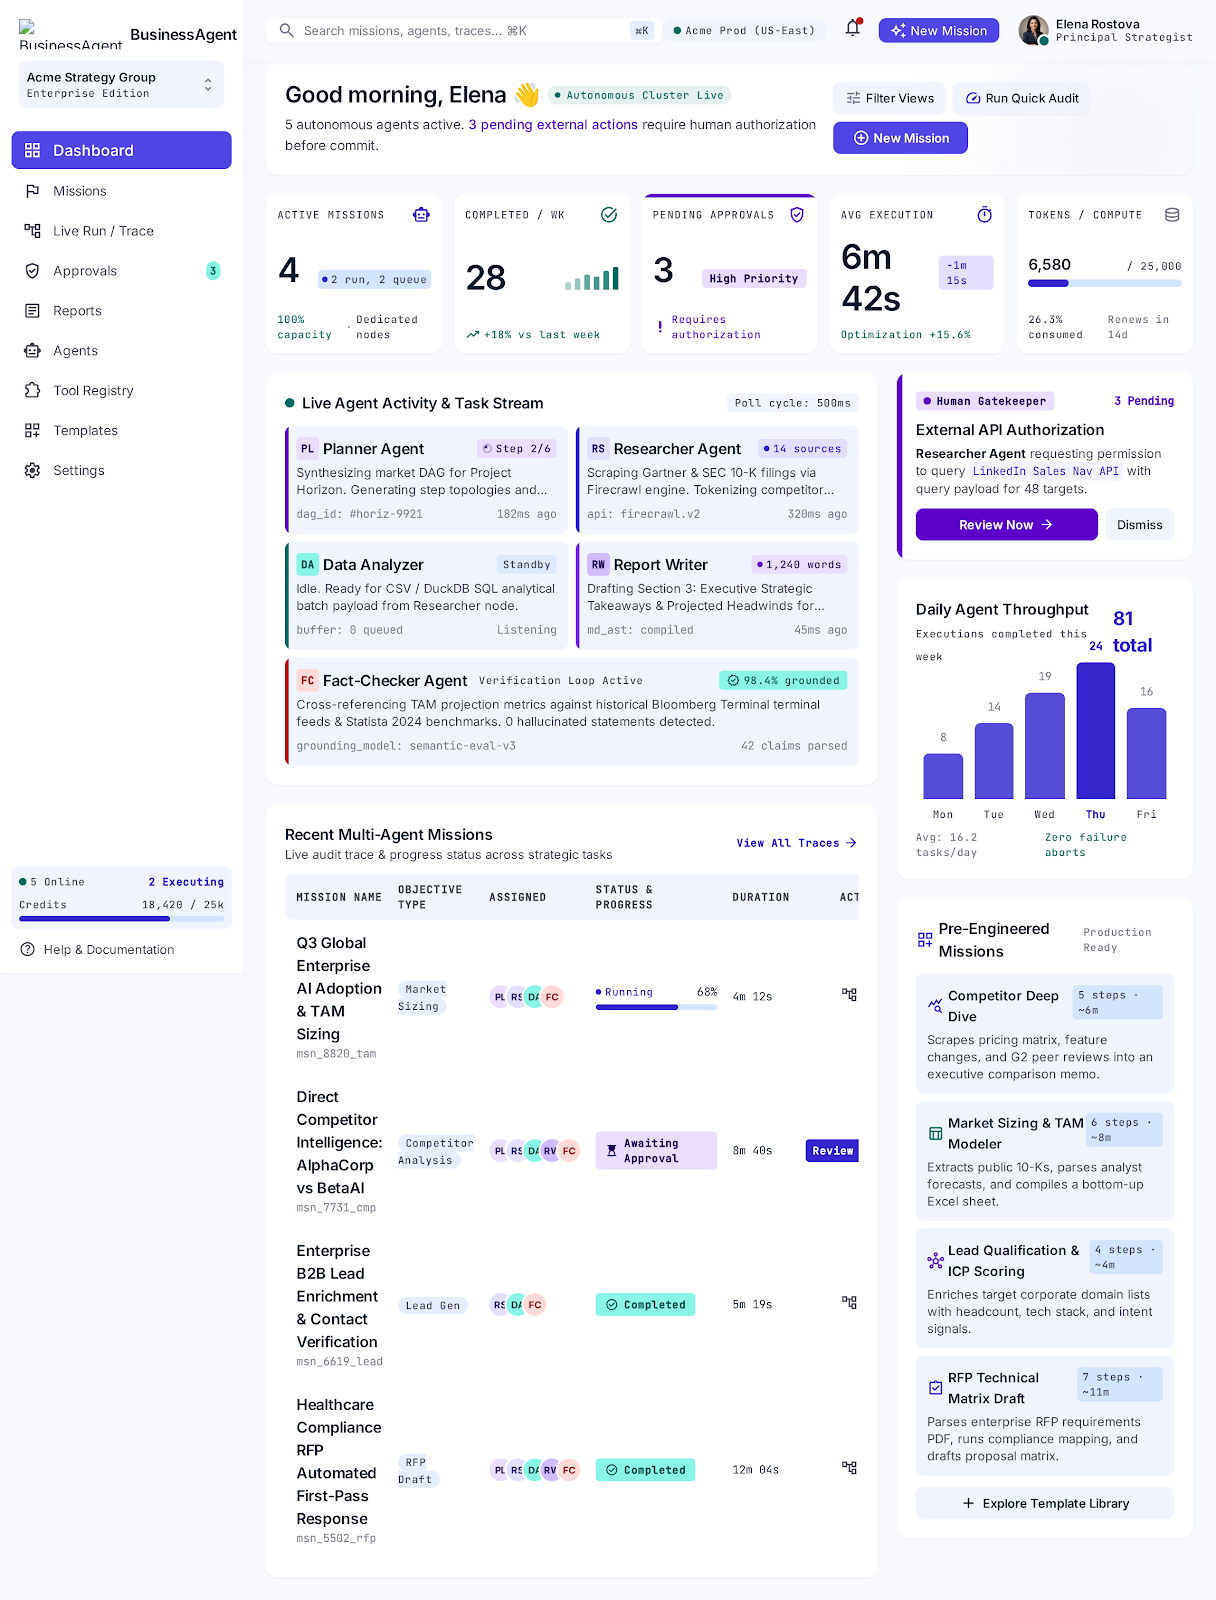 BusinessAgent
BusinessAgent
Acme Strategy Group
Enterprise Edition
Dashboard
Missions
Live Run / Trace
Approvals
3
Reports
Agents
Tool Registry
Templates
Settings
5 Online
2 Executing
Credits
18,420 / 25k
Help & Documentation
Search missions, agents, traces... ⌘K
⌘K
Acme Prod (US-East)
New Mission
Elena Rostova
Principal Strategist
Good morning, Elena 👋
Autonomous Cluster Live
5 autonomous agents active. 3 pending external actions require human authorization
before commit.
Filter Views
Run Quick Audit
New Mission
ACTIVE MISSIONS
4
2 run, 2 queue
100% capacity
·
Dedicated nodes
COMPLETED / WK
28
+18% vs last week
PENDING APPROVALS
3
High Priority
Requires authorization
AVG EXECUTION
6m 42s
-1m 15s
Optimization +15.6%
TOKENS / COMPUTE
6,580
/ 25,000
26.3% consumed
Renews in 14d
Live Agent Activity & Task Stream
Poll cycle: 500ms
PL
Planner Agent
Step 2/6
Synthesizing market DAG for Project
Horizon. Generating step topologies and...
dag_id: #horiz-9921
182ms ago
RS
Researcher Agent
14 sources
Scraping Gartner & SEC 10-K filings via
Firecrawl engine. Tokenizing competitor...
api: firecrawl.v2
320ms ago
DA
Data Analyzer
Standby
Idle. Ready for CSV / DuckDB SQL analytical
batch payload from Researcher node.
buffer: 0 queued
Listening
RW
Report Writer
1,240 words
Drafting Section 3: Executive Strategic
Takeaways & Projected Headwinds for...
md_ast: compiled
45ms ago
FC
Fact-Checker Agent
Verification Loop Active
98.4% grounded
Cross-referencing TAM projection metrics against historical Bloomberg Terminal terminal
feeds & Statista 2024 benchmarks. 0 hallucinated statements detected.
grounding_model: semantic-eval-v3
42 claims parsed
Recent Multi-Agent Missions
Live audit trace & progress status across strategic tasks
View All Traces
MISSION NAME
OBJECTIVE TYPE
ASSIGNED
STATUS & PROGRESS
DURATION
ACT
Q3 Global
Enterprise
AI Adoption
& TAM
Sizing
msn_8820_tam
Market
Sizing
PL
RS
DA
FC
Running
68%
4m 12s
Direct
Competitor
Intelligence:
AlphaCorp
vs BetaAI
msn_7731_cmp
Competitor
Analysis
PL
RS
DA
RW
FC
Awaiting
Approval
8m 40s
Review
Enterprise
B2B Lead
Enrichment
& Contact
Verification
msn_6619_lead
Lead Gen
RS
DA
FC
Completed
5m 19s
Healthcare
Compliance
RFP
Automated
First-Pass
Response
msn_5502_rfp
RFP
Draft
PL
RS
DA
RW
FC
Completed
12m 04s
Human Gatekeeper
3 Pending
External API Authorization
Researcher Agent requesting permission
to query LinkedIn Sales Nav API with
query payload for 48 targets.
Review Now
Dismiss
Daily Agent Throughput
Executions completed this
week
81 total
8
14
19
24
16
Mon
Tue
Wed
Thu
Fri
Avg: 16.2 tasks/day
Zero failure aborts
Pre-Engineered
Missions
Production
Ready
Competitor Deep
Dive
5 steps ·
~6m
Scrapes pricing matrix, feature
changes, and G2 peer reviews into an
executive comparison memo.
Market Sizing & TAM
Modeler
6 steps ·
~8m
Extracts public 10-Ks, parses analyst
forecasts, and compiles a bottom-up
Excel sheet.
Lead Qualification &
ICP Scoring
4 steps ·
~4m
Enriches target corporate domain lists
with headcount, tech stack, and intent
signals.
RFP Technical
Matrix Draft
7 steps ·
~11m
Parses enterprise RFP requirements
PDF, runs compliance mapping, and
drafts proposal matrix.
Explore Template Library